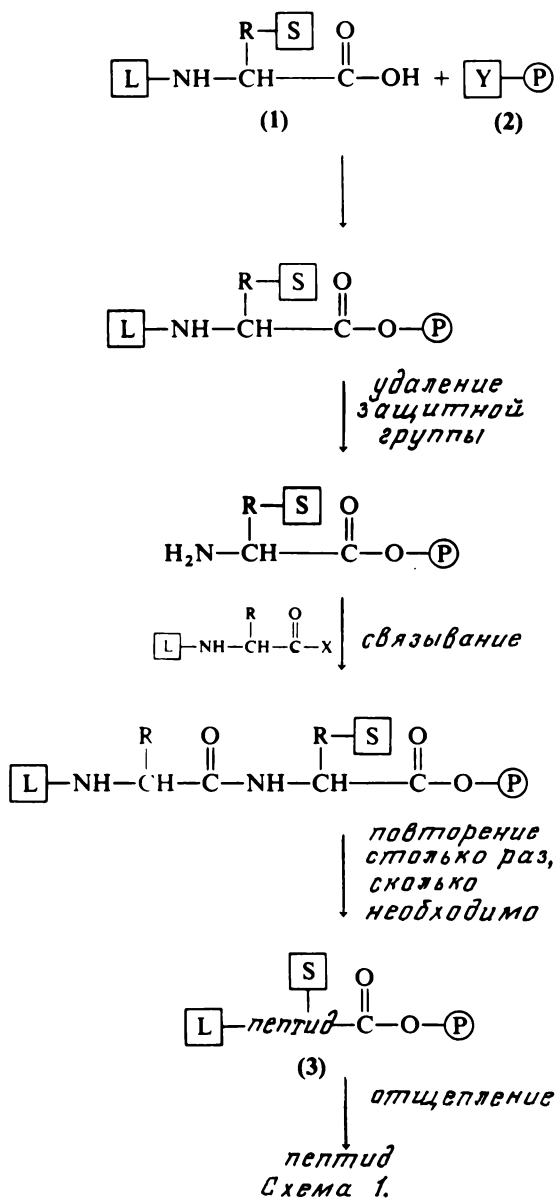 R—S O
L—NH—CH—C—OH + Y—P
(1) (2)
R—S O
L—NH—CH—C—O—P
удаление
защитной
группы
R—S O
H₂N—CH—C—O—P
R O
L—NH—CH—C—X
связывание
R O R—S O
L—NH—CH—C—NH—CH—C—O—P
повторение
столько раз,
сколько
необходимо
S O
L—пептид—C—O—P
(3)
отщепление
пептид
Схема 1.